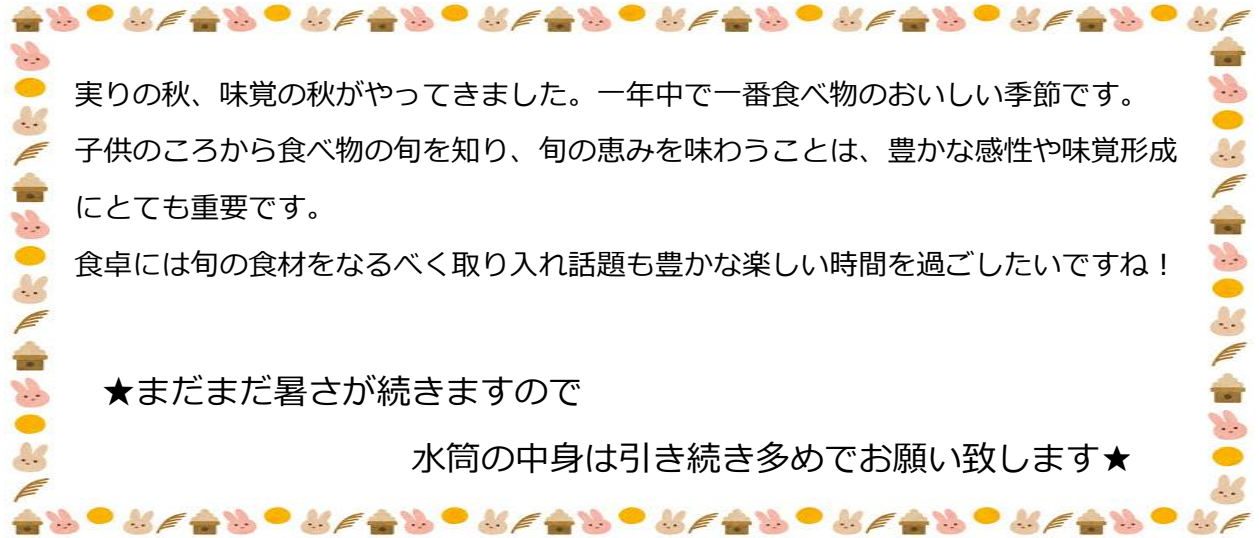 実りの秋、味覚の秋がやってきました。一年中で一番食べ物のおいしい季節です。
子供のころから食べ物の旬を知り、旬の恵みを味わうことは、豊かな感性や味覚形成
にとても重要です。
食卓には旬の食材をなるべく取り入れ話題も豊かな楽しい時間を過ごしたいですね！
★まだまだ暑さが続きますので
水筒の中身は引き続き多めでお願い致します★